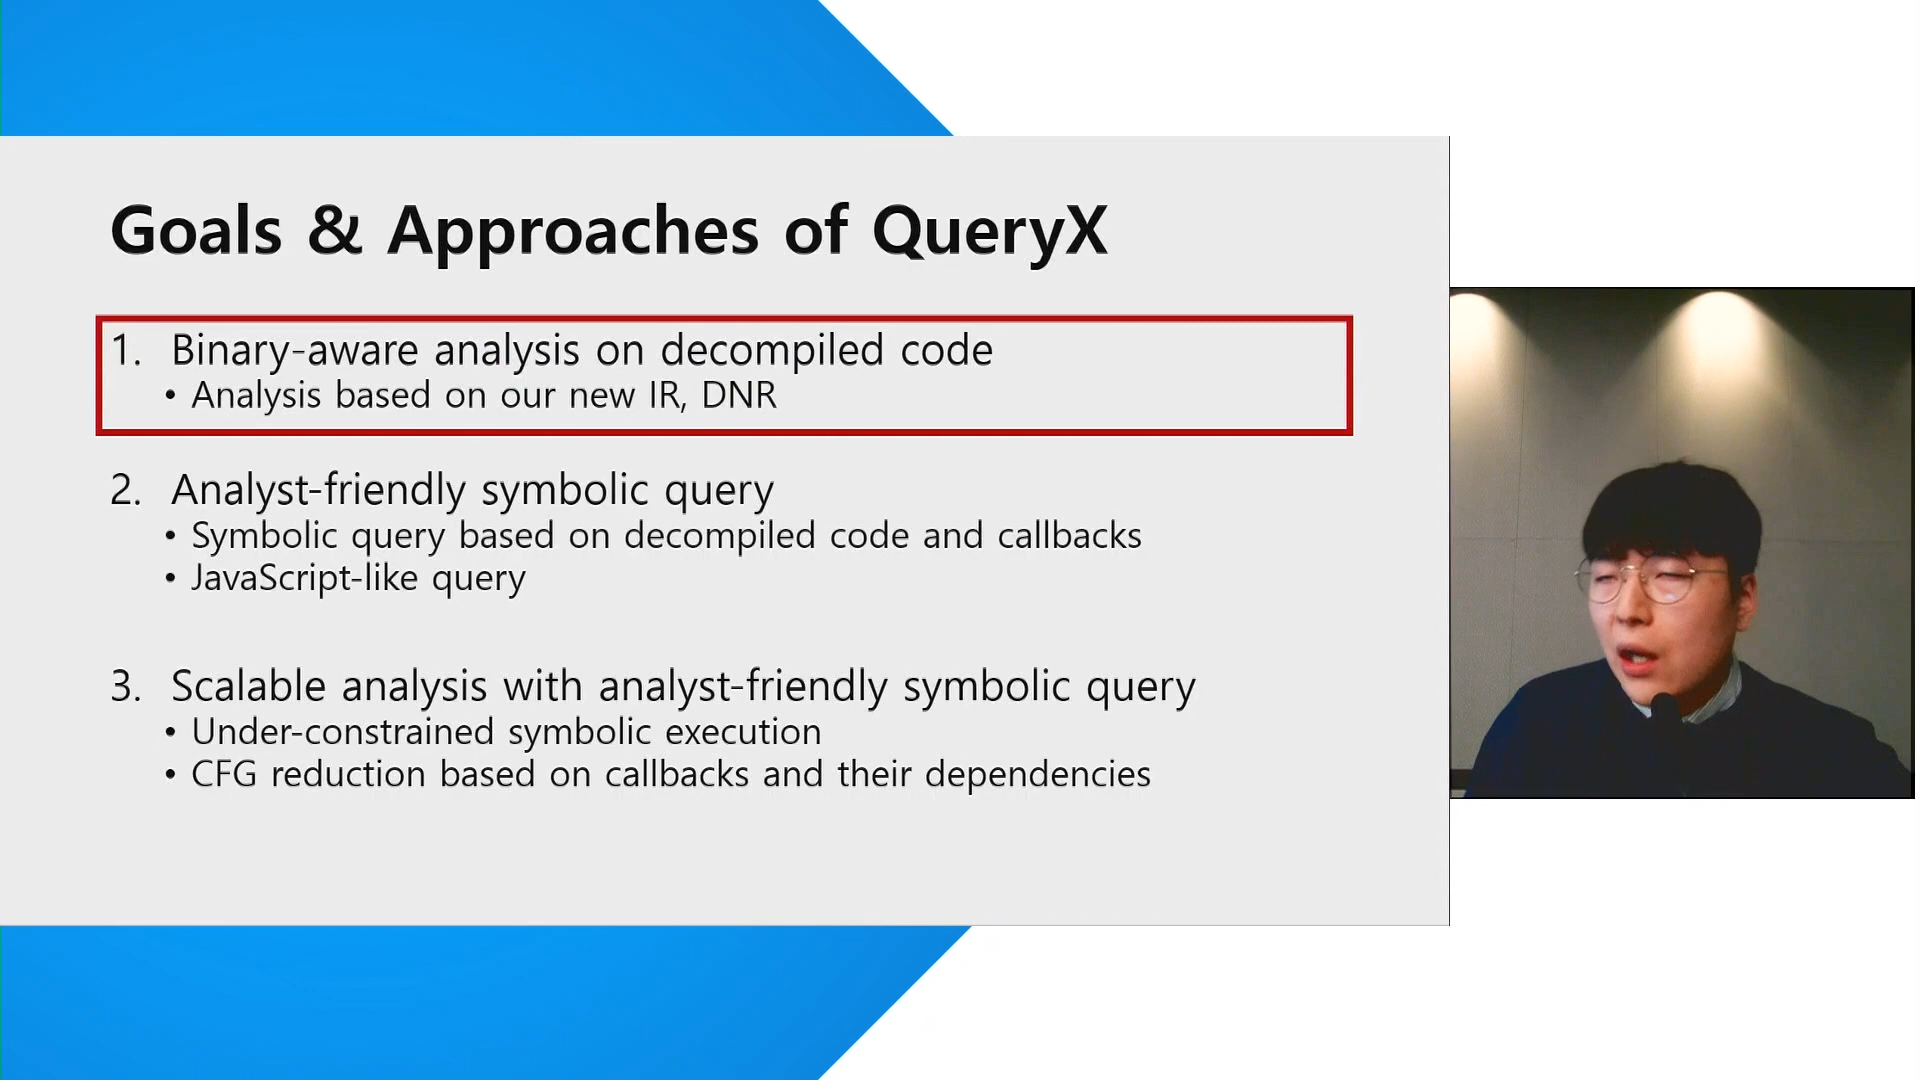 Goals & Approaches of QueryX
1. Binary-aware analysis on decompiled code
• Analysis based on our new IR, DNR
2. Analyst-friendly symbolic query
• Symbolic query based on decompiled code and callbacks
• JavaScript-like query
3. Scalable analysis with analyst-friendly symbolic query
• Under-constrained symbolic execution
• CFG reduction based on callbacks and their dependencies